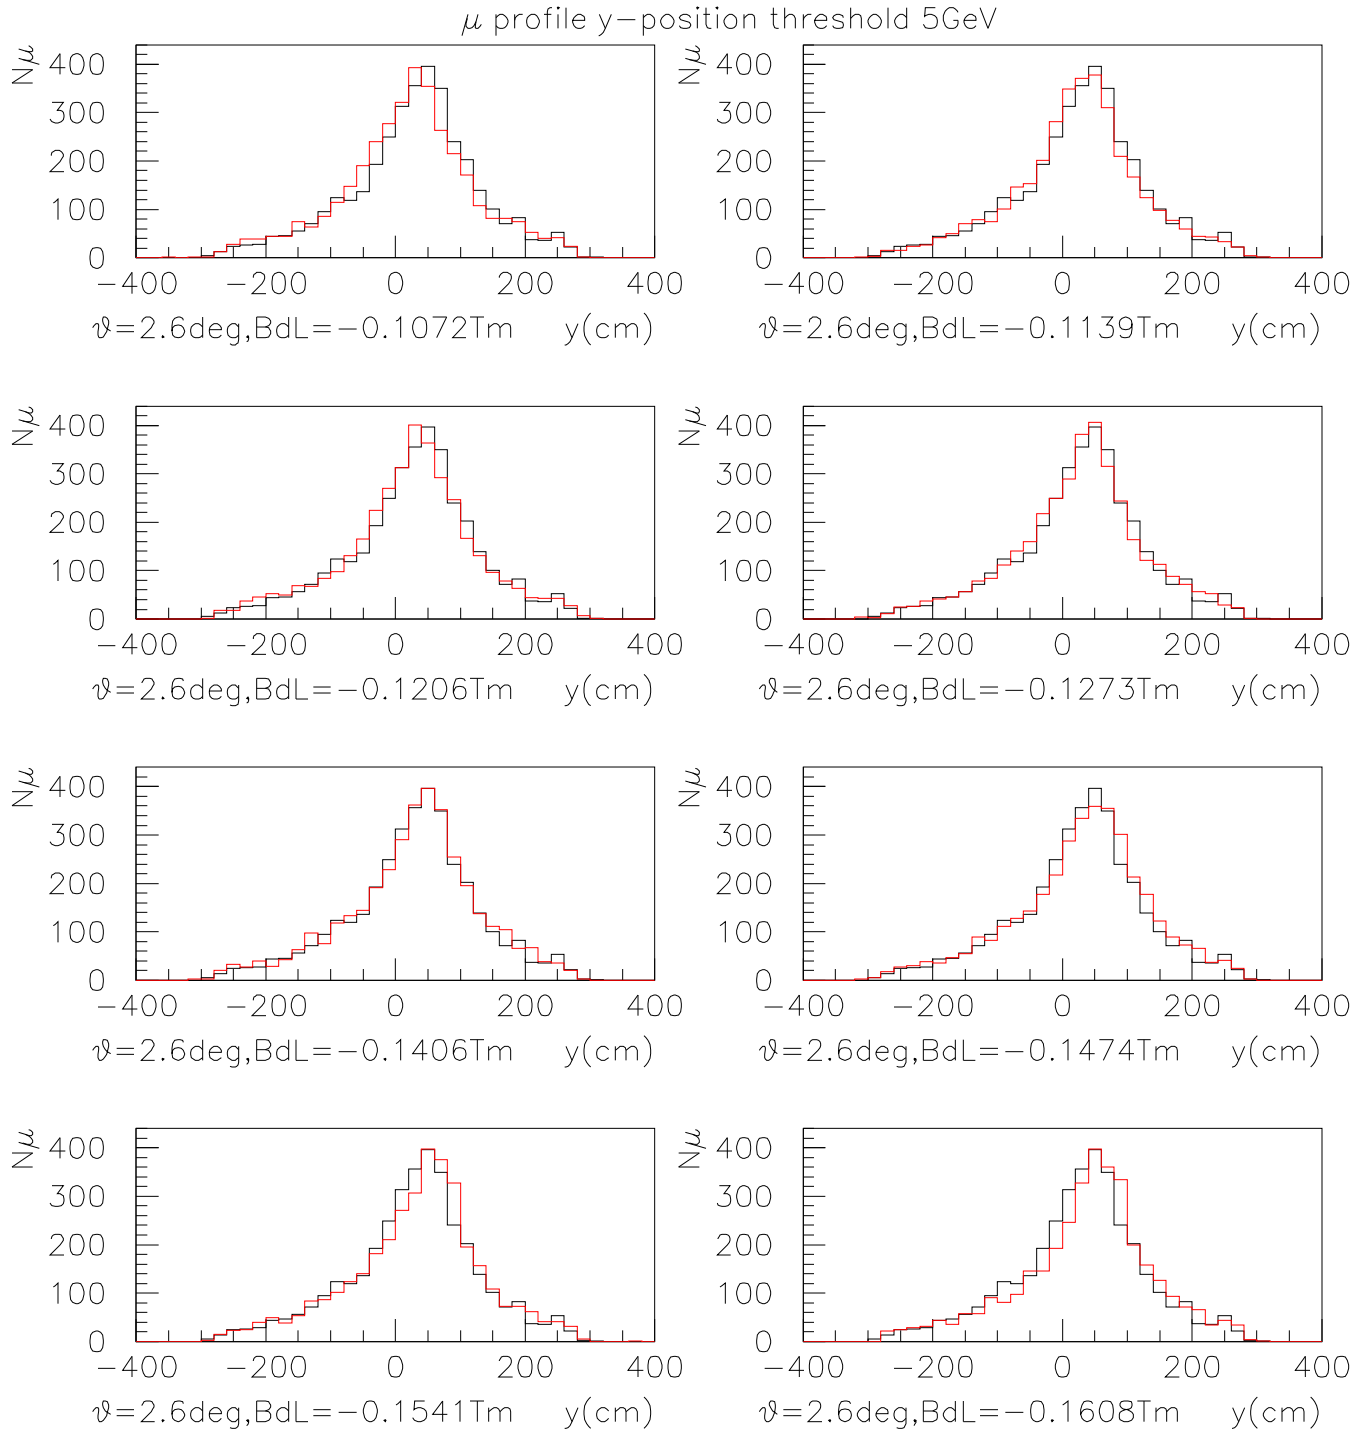 μ profile y−position threshold 5GeV
Nμ 400 300 200 100 0
−400 −200 0 200 400
ϑ=2.6deg,BdL=−0.1072Tm y(cm)
Nμ 400 300 200 100 0
−400 −200 0 200 400
ϑ=2.6deg,BdL=−0.1139Tm y(cm)
Nμ 400 300 200 100 0
−400 −200 0 200 400
ϑ=2.6deg,BdL=−0.1206Tm y(cm)
Nμ 400 300 200 100 0
−400 −200 0 200 400
ϑ=2.6deg,BdL=−0.1273Tm y(cm)
Nμ 400 300 200 100 0
−400 −200 0 200 400
ϑ=2.6deg,BdL=−0.1406Tm y(cm)
Nμ 400 300 200 100 0
−400 −200 0 200 400
ϑ=2.6deg,BdL=−0.1474Tm y(cm)
Nμ 400 300 200 100 0
−400 −200 0 200 400
ϑ=2.6deg,BdL=−0.1541Tm y(cm)
Nμ 400 300 200 100 0
−400 −200 0 200 400
ϑ=2.6deg,BdL=−0.1608Tm y(cm)